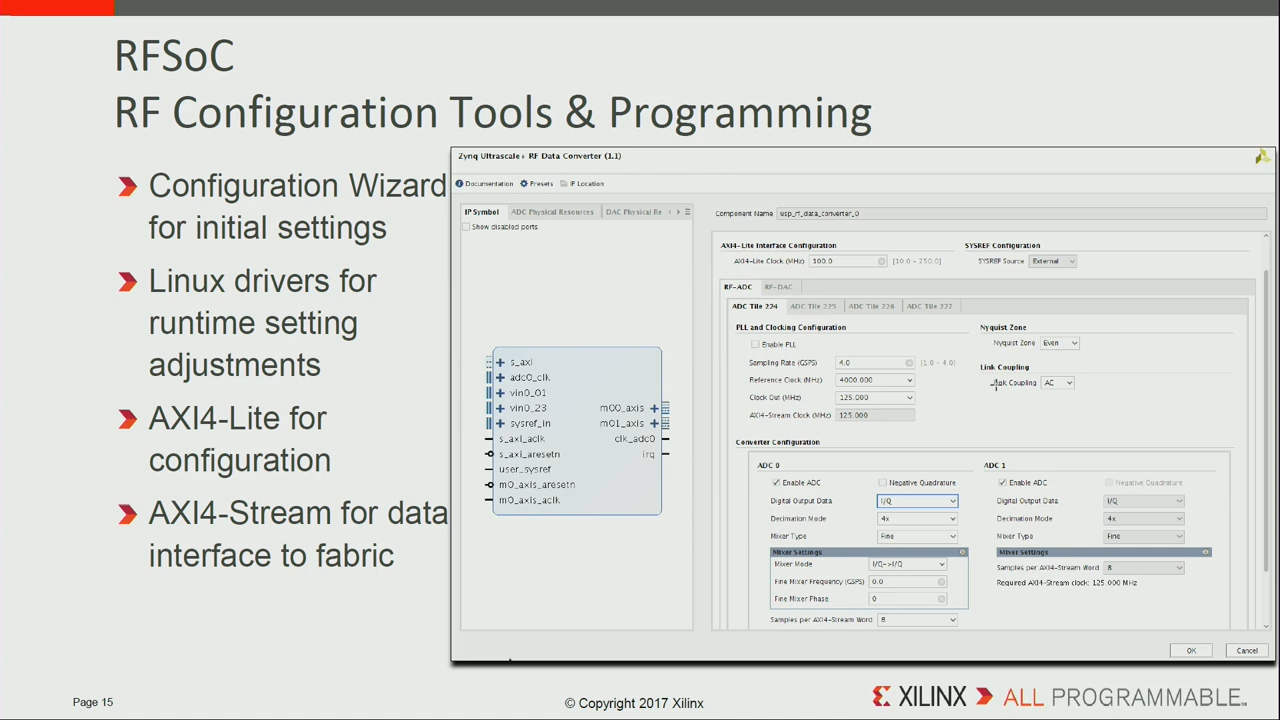 RFSoC
RF Configuration Tools & Programming
Configuration Wizard
for initial settings
Linux drivers for
runtime setting
adjustments
AXI4-Lite for
configuration
AXI4-Stream for data
interface to fabric
Zynq Ultrascale+ RF Data Converter (1.1)
Documentation Presets IP Location
IP Symbol ADC Physical Resources DAC Physical Re
Show disabled ports
s_axi
adc0_clk
vin0_01
vin0_23 m00_axis
sysref_in m01_axis
s_axi_aclk clk_adc0
s_axi_aresetn irq
user_sysref
m0_axis_aresetn
m0_axis_aclk
Component Name usp_rf_data_converter_0
AXI4-Lite Interface Configuration SYSREF Configuration
AXI4-Lite Clock (MHz) 100.0 [10.0 - 250.0] SYSREF Source External
RF-ADC RF-DAC
ADC Tile 224 ADC Tile 225 ADC Tile 226 ADC Tile 227
PLL and Clocking Configuration Nyquist Zone
Enable PLL Nyquist Zone Even
Sampling Rate (GSPS) 4.0 [1.0 - 4.0] Link Coupling
Reference Clock (MHz) 4000.000 Link Coupling AC
Clock Out (MHz) 125.000
AXI4-Stream Clock (MHz) 125.000
Converter Configuration
ADC 0 ADC 1
Enable ADC Negative Quadrature Enable ADC Negative Quadrature
Digital Output Data I/Q Digital Output Data I/Q
Decimation Mode 4x Decimation Mode 4x
Mixer Type Fine Mixer Type Fine
Mixer Settings Mixer Settings
Mixer Mode I/Q->I/Q Samples per AXI4-Stream Word 8
Fine Mixer Frequency (GSPS) 0.0 Required AXI4-Stream clock: 125.000 MHz
Fine Mixer Phase 0
Samples per AXI4-Stream Word 8
OK Cancel
Page 15 © Copyright 2017 Xilinx XILINX ALL PROGRAMMABLE™